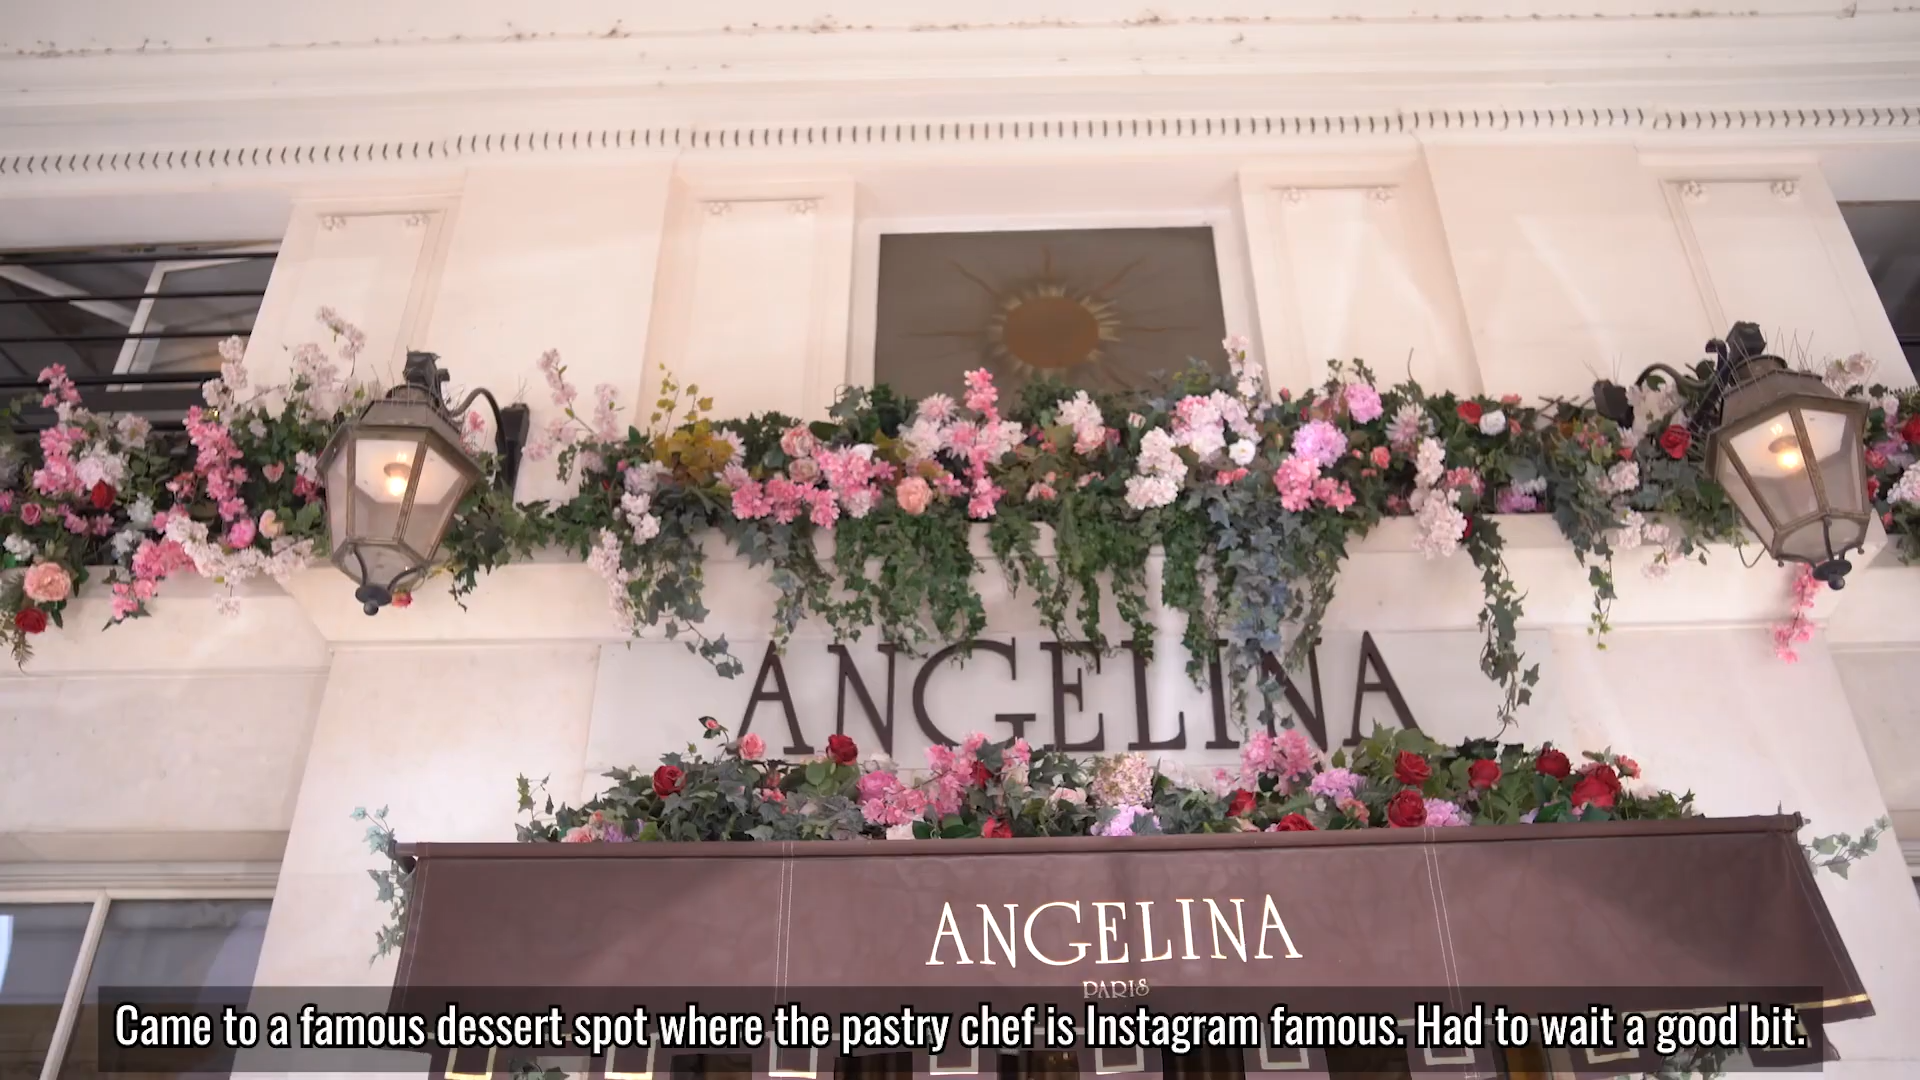 ANGELINA
ANGELINA
PARIS
Came to a famous dessert spot where the pastry chef is Instagram famous. Had to wait a good bit.